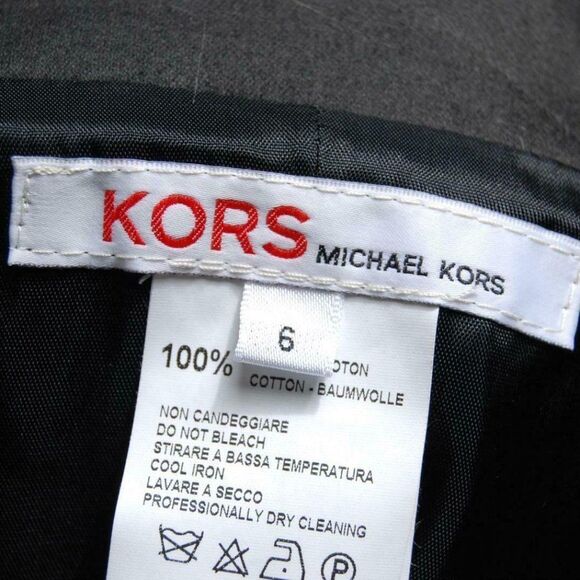 KORS MICHAEL KORS
6
100% OTON
COTTON - BAUMWOLLE
NON CANDEGGIARE
DO NOT BLEACH
STIRARE A BASSA TEMPERATURA
COOL IRON
LAVARE A SECCO
PROFESSIONALLY DRY CLEANING
P